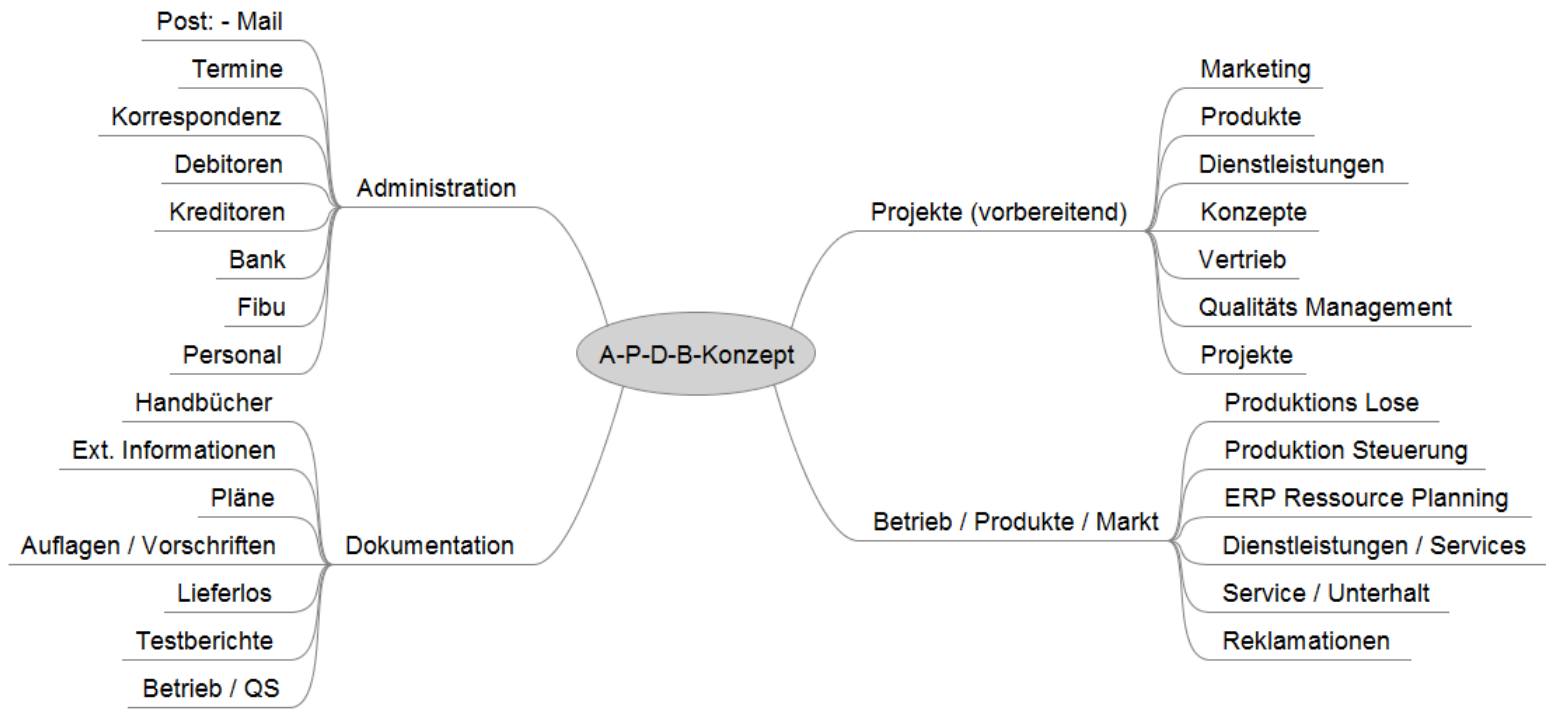 A-P-D-B-Konzept
Administration
Post: - Mail
Termine
Korrespondenz
Debitoren
Kreditoren
Bank
Fibu
Personal
Dokumentation
Handbücher
Ext. Informationen
Pläne
Auflagen / Vorschriften
Lieferlos
Testberichte
Betrieb / QS
Projekte (vorbereitend)
Marketing
Produkte
Dienstleistungen
Konzepte
Vertrieb
Qualitäts Management
Projekte
Betrieb / Produkte / Markt
Produktions Lose
Produktion Steuerung
ERP Ressource Planning
Dienstleistungen / Services
Service / Unterhalt
Reklamationen